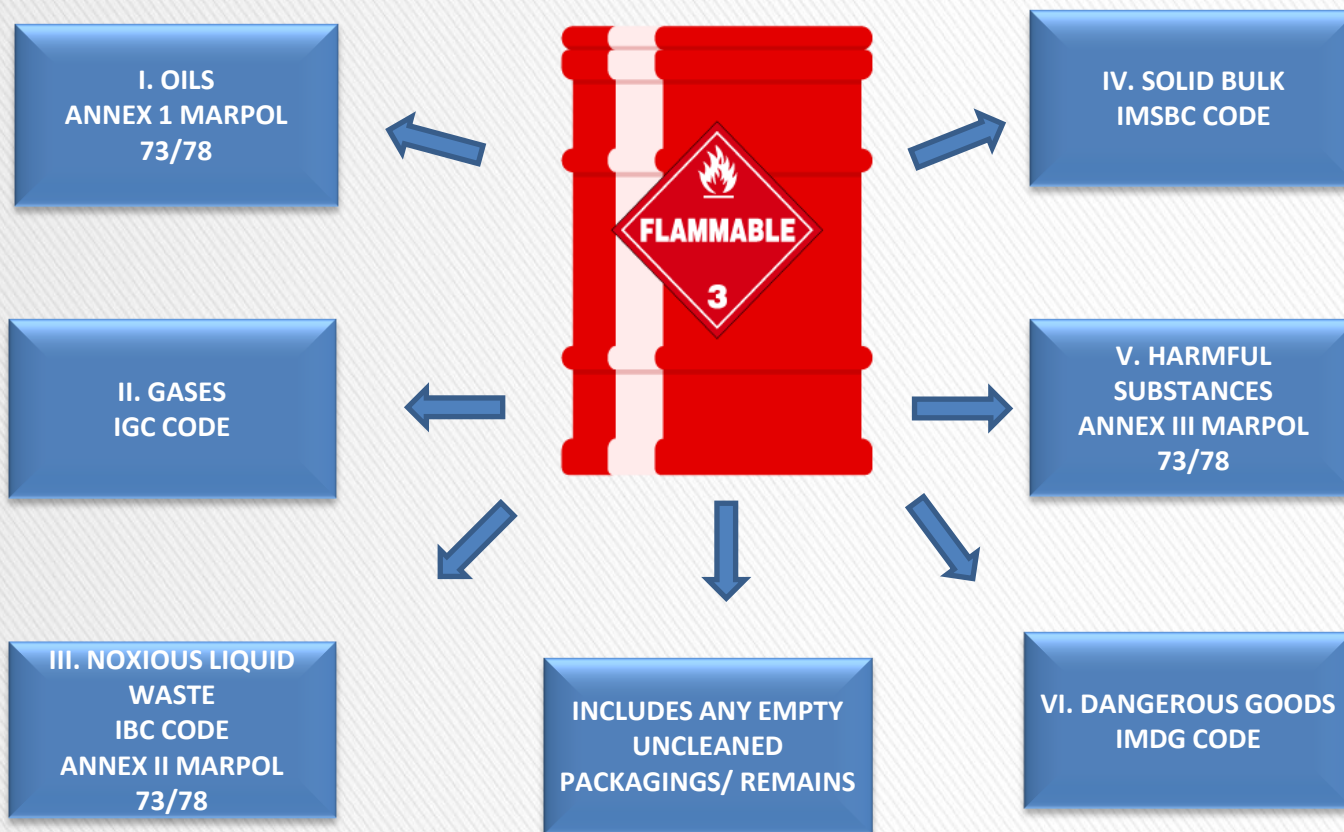 I. OILS
ANNEX 1 MARPOL
73/78
II. GASES
IGC CODE
III. NOXIOUS LIQUID
WASTE
IBC CODE
ANNEX II MARPOL
73/78
FLAMMABLE
3
INCLUDES ANY EMPTY
UNCLEANED
PACKAGINGS/ REMAINS
IV. SOLID BULK
IMSBC CODE
V. HARMFUL
SUBSTANCES
ANNEX III MARPOL
73/78
VI. DANGEROUS GOODS
IMDG CODE